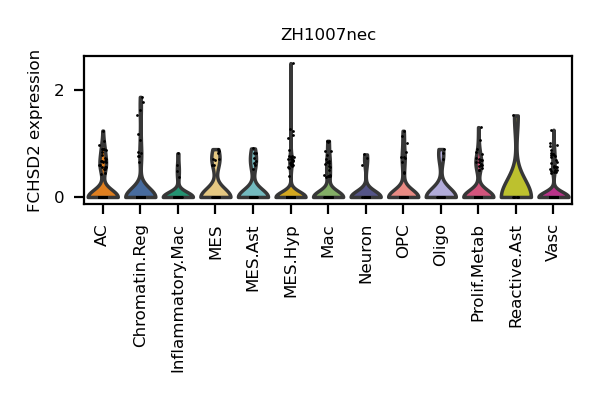 ZH1007nec
FCHSD2 expression
2
0
AC
Chromatin.Reg
Inflammatory.Mac
MES
MES.Ast
MES.Hyp
Mac
Neuron
OPC
Oligo
Prolif.Metab
Reactive.Ast
Vasc